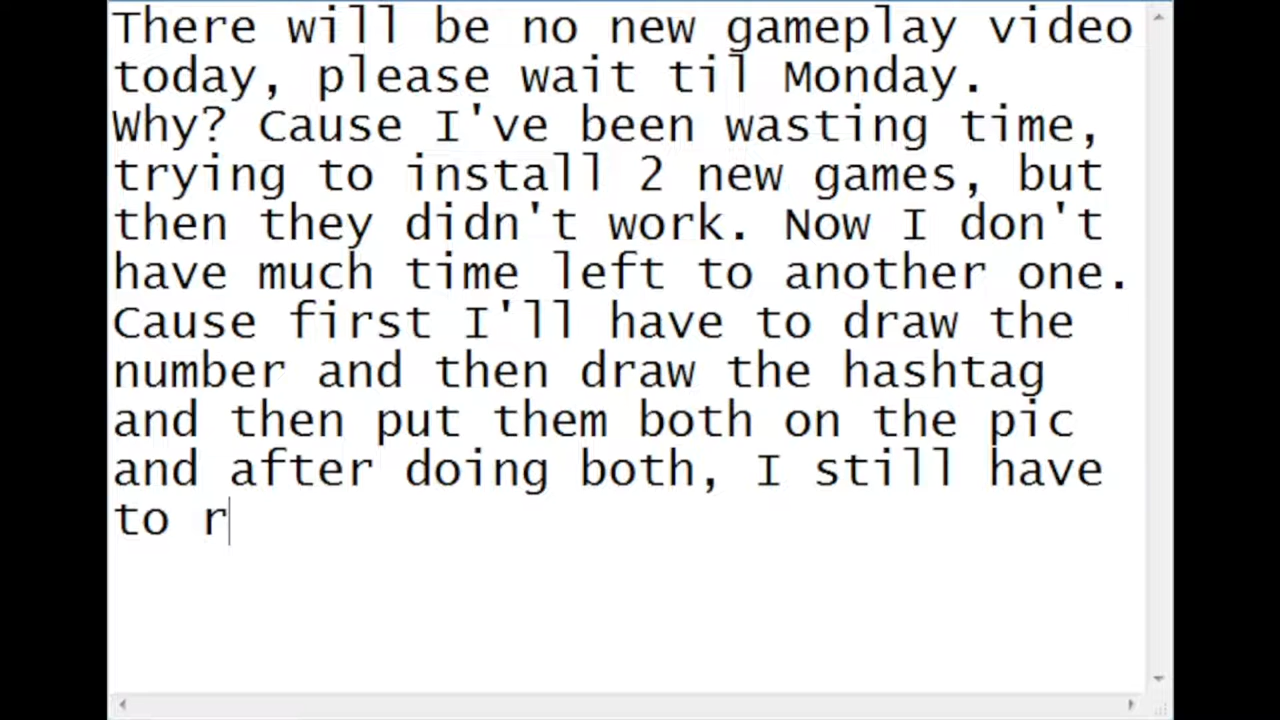 There will be no new gameplay video
today, please wait til Monday.
Why? Cause I've been wasting time,
trying to install 2 new games, but
then they didn't work. Now I don't
have much time left to another one.
Cause first I'll have to draw the
number and then draw the hashtag
and then put them both on the pic
and after doing both, I still have
to r